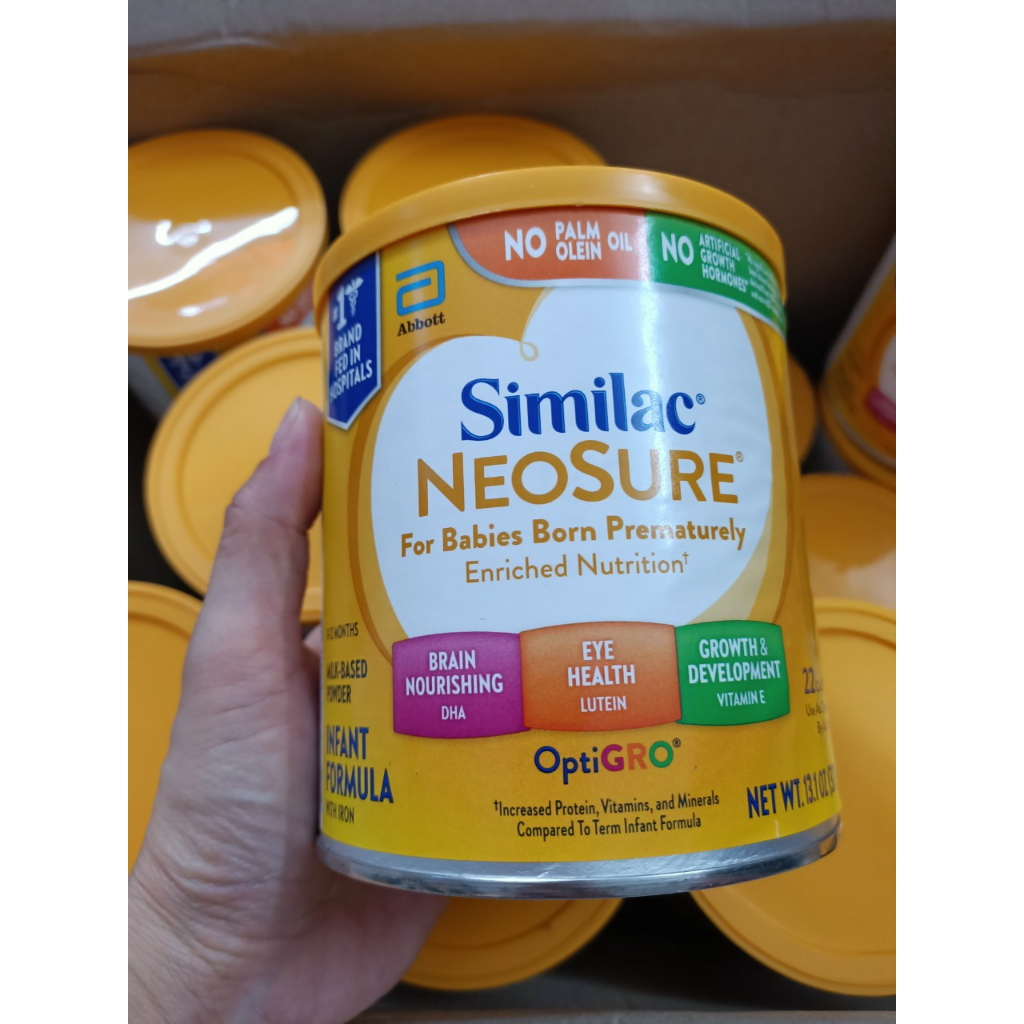 NO PALM OLEIN OIL
NO ARTIFICIAL GROWTH HORMONES*
#1
BRAND
FED IN
HOSPITALS
Abbott
Similac®
NEOSURE®
For Babies Born Prematurely
Enriched Nutrition†
MONTHS
MILK-BASED
POWDER
INFANT
FORMULA
WITH IRON
BRAIN
NOURISHING
DHA
EYE
HEALTH
LUTEIN
GROWTH &
DEVELOPMENT
VITAMIN E
OptiGRO®
†Increased Protein, Vitamins, and Minerals
Compared To Term Infant Formula
22
NET WT. 13.1 OZ